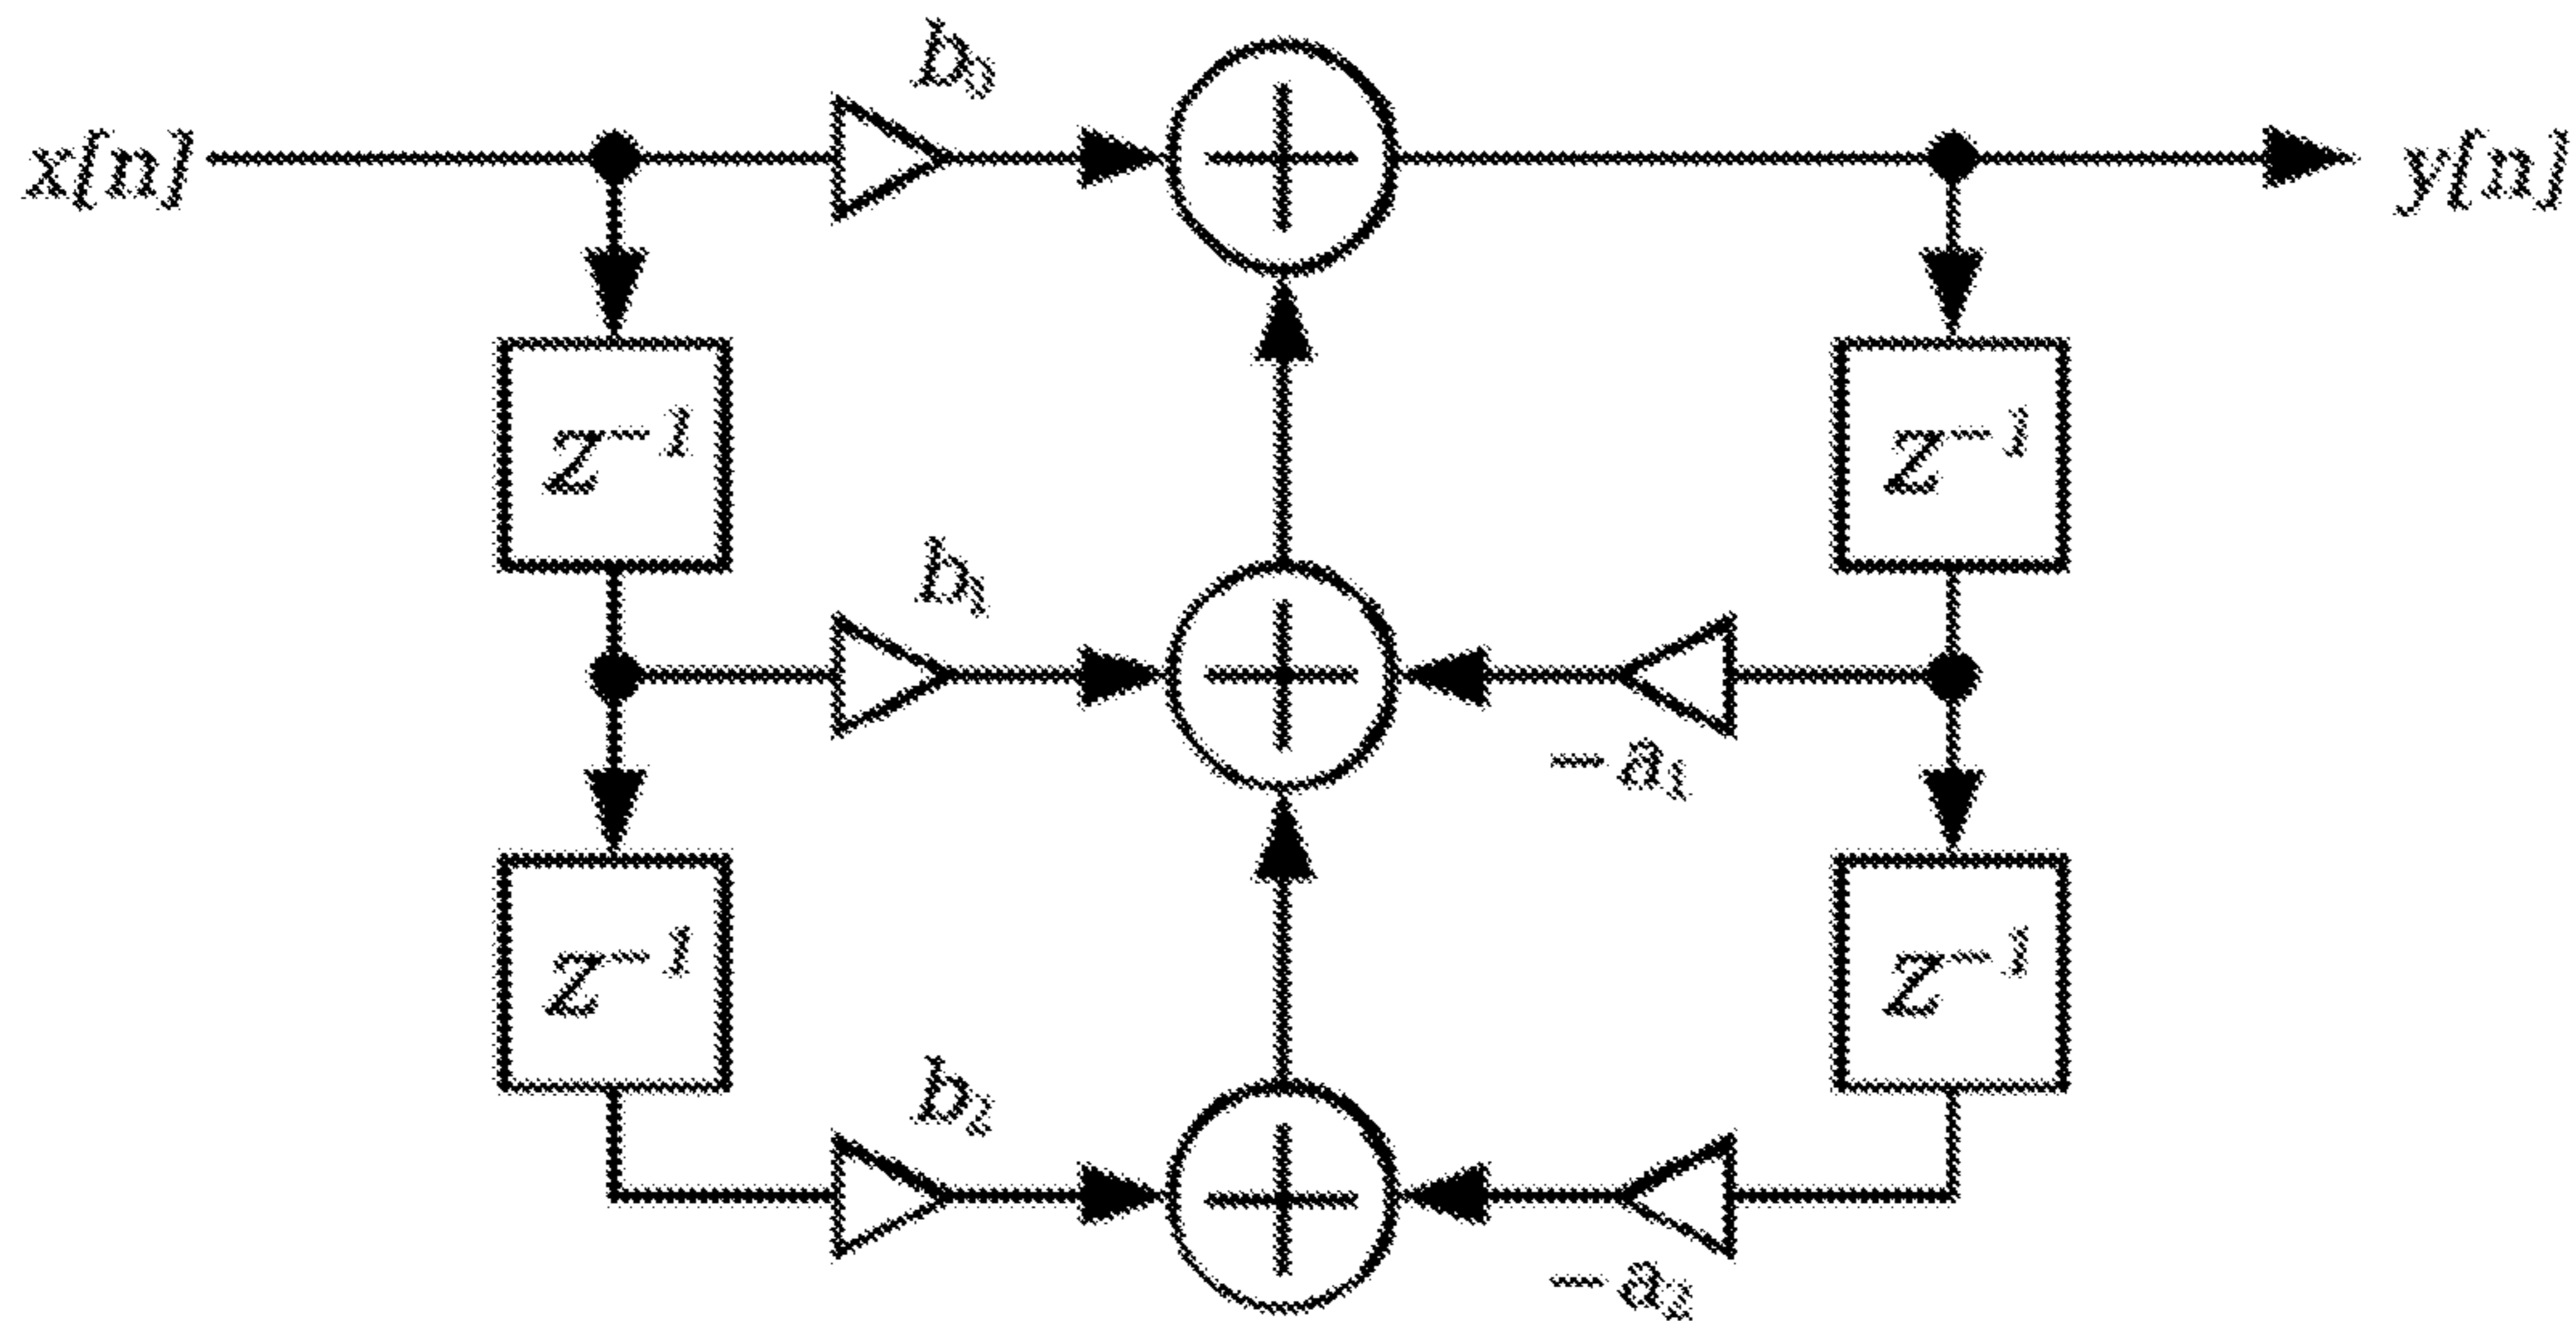 b₀
x[n]
y[n]
z⁻¹ z⁻¹
b₁
−a₁
z⁻¹ z⁻¹
b₂
−a₂